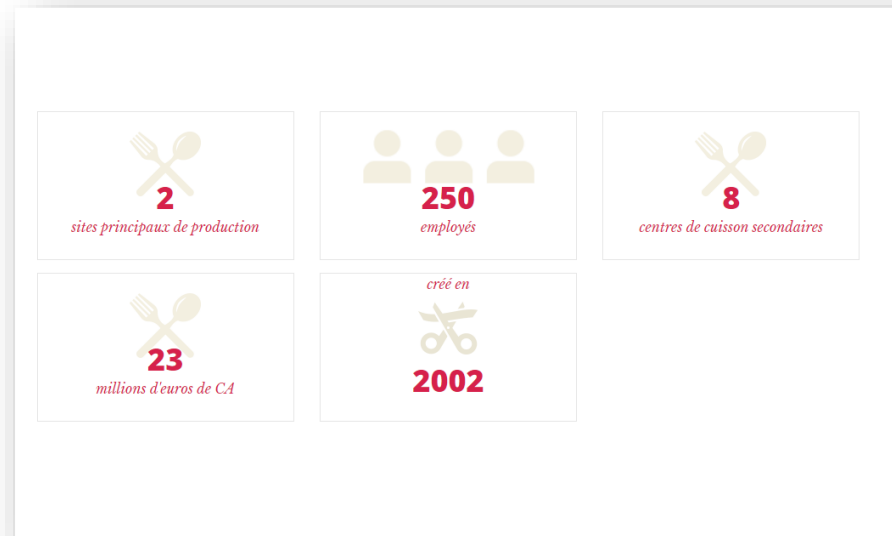 2
sites principaux de production
250
employés
8
centres de cuisson secondaires
23
millions d'euros de CA
créé en
2002